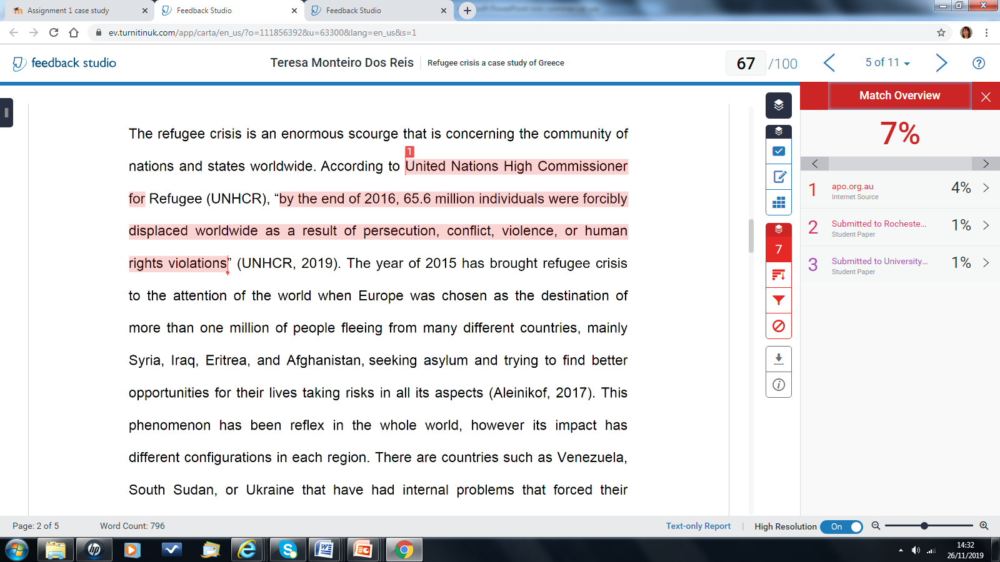 Assignment 1 case study
Feedback Studio
Feedback Studio
ev.turnitinuk.com/app/carta/en_us/?o=111856392&u=63300&lang=en_us&s=1
feedback studio
Teresa Monteiro Dos Reis
Refugee crisis a case study of Greece
67 /100
5 of 11
Match Overview
7%
The refugee crisis is an enormous scourge that is concerning the community of
1
nations and states worldwide. According to United Nations High Commissioner
for Refugee (UNHCR), “by the end of 2016, 65.6 million individuals were forcibly
displaced worldwide as a result of persecution, conflict, violence, or human
rights violations” (UNHCR, 2019). The year of 2015 has brought refugee crisis
to the attention of the world when Europe was chosen as the destination of
more than one million of people fleeing from many different countries, mainly
Syria, Iraq, Eritrea, and Afghanistan, seeking asylum and trying to find better
opportunities for their lives taking risks in all its aspects (Aleinikof, 2017). This
phenomenon has been reflex in the whole world, however its impact has
different configurations in each region. There are countries such as Venezuela,
South Sudan, or Ukraine that have had internal problems that forced their
7
1 apo.org.au 4%
Internet Source
2 Submitted to Rocheste... 1%
Student Paper
3 Submitted to University... 1%
Student Paper
Page: 2 of 5
Word Count: 796
Text-only Report
High Resolution
On
14:32
26/11/2019